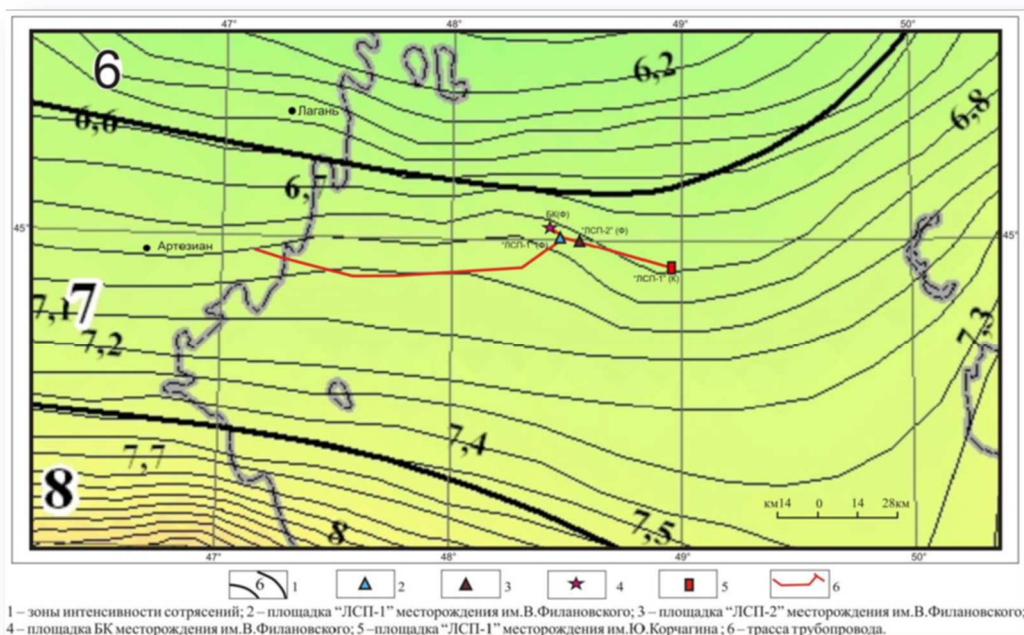 47° 48° 49° 50°
6
6,2
Лагань
6,8
6,6
6,7
БК(Ф)
45° "ЛСП-1" (Ф) "ЛСП-2" (Ф) 45°
Артезиан
"ЛСП-1" (К)
7,1 7
7,3
7,2
7,4
7,7
8
км14 0 14 28км
8 7,5
47° 48° 49° 50°
6 1 2 3 4 5 6
1 – зоны интенсивности сотрясений; 2 – площадка "ЛСП-1" месторождения им.В.Филановского; 3 – площадка "ЛСП-2" месторождения им.В.Филановского;
4 – площадка БК месторождения им.В.Филановского; 5 –площадка "ЛСП-1" месторождения им.Ю.Корчагина ; 6 – трасса трубопровода.